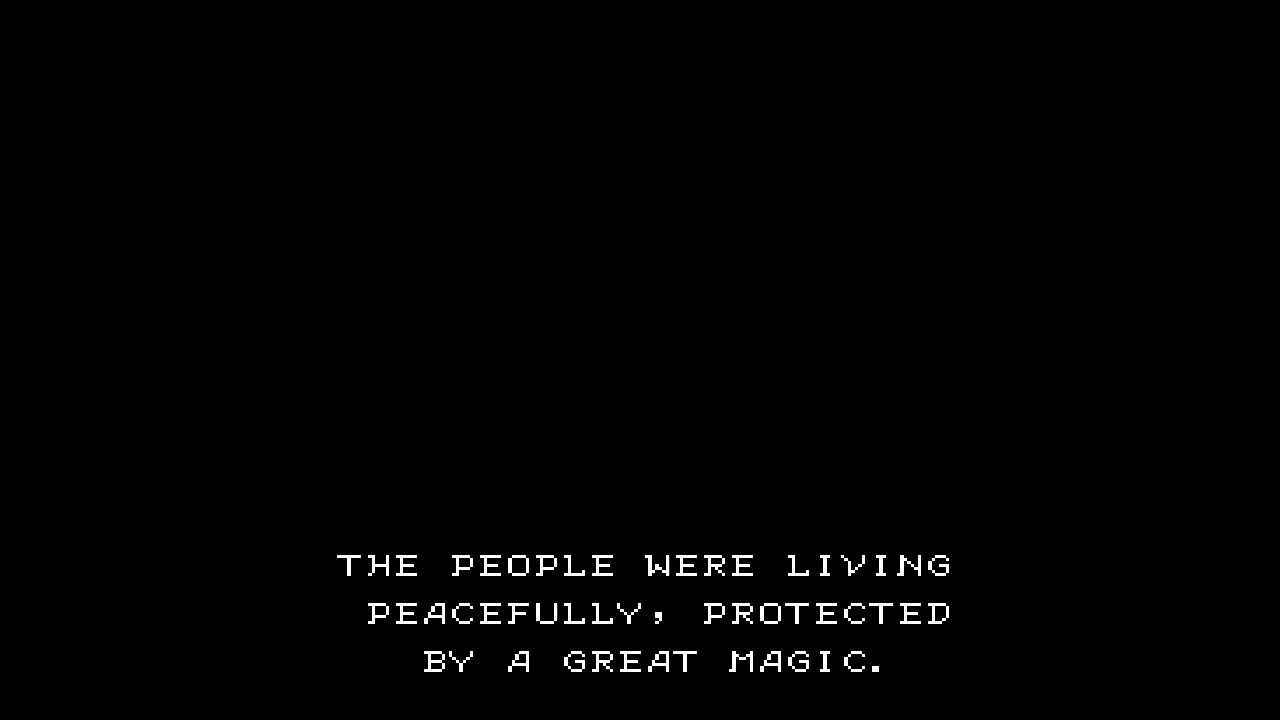 THE PEOPLE WERE LIVING
PEACEFULLY, PROTECTED
BY A GREAT MAGIC.